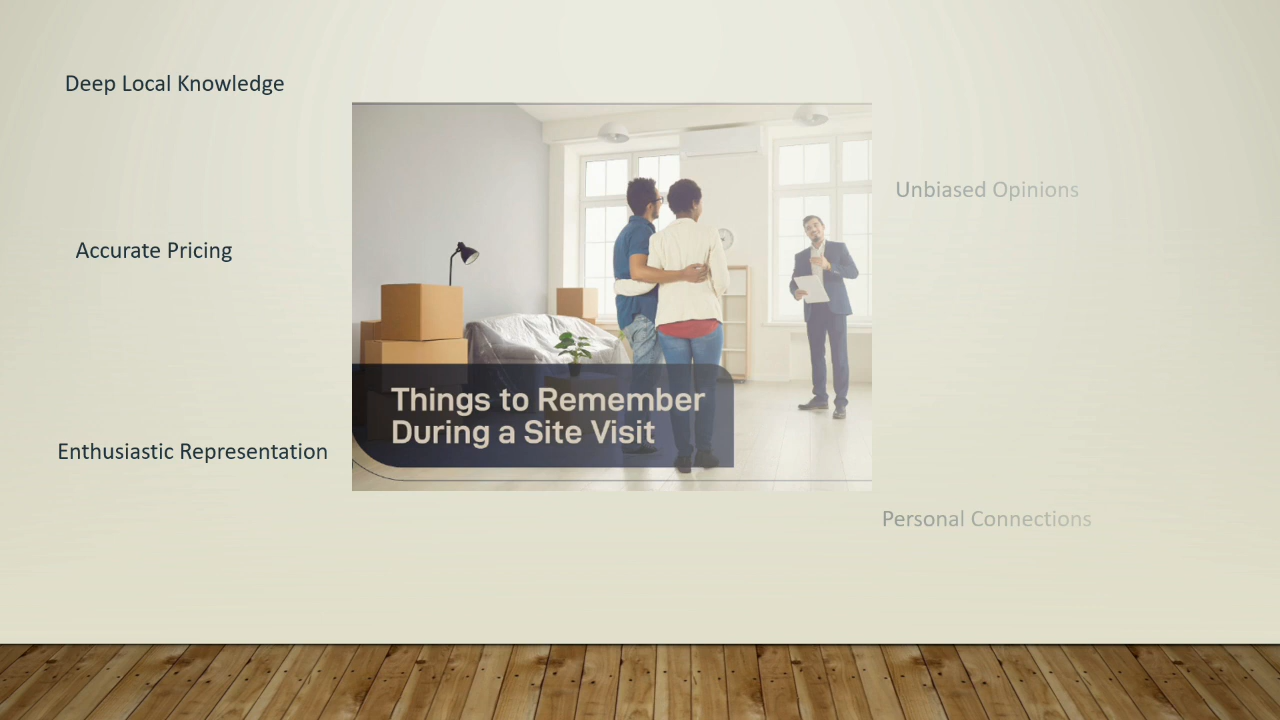 Deep Local Knowledge
Unbiased Opinions
Accurate Pricing
Things to Remember
During a Site Visit
Enthusiastic Representation
Personal Connections